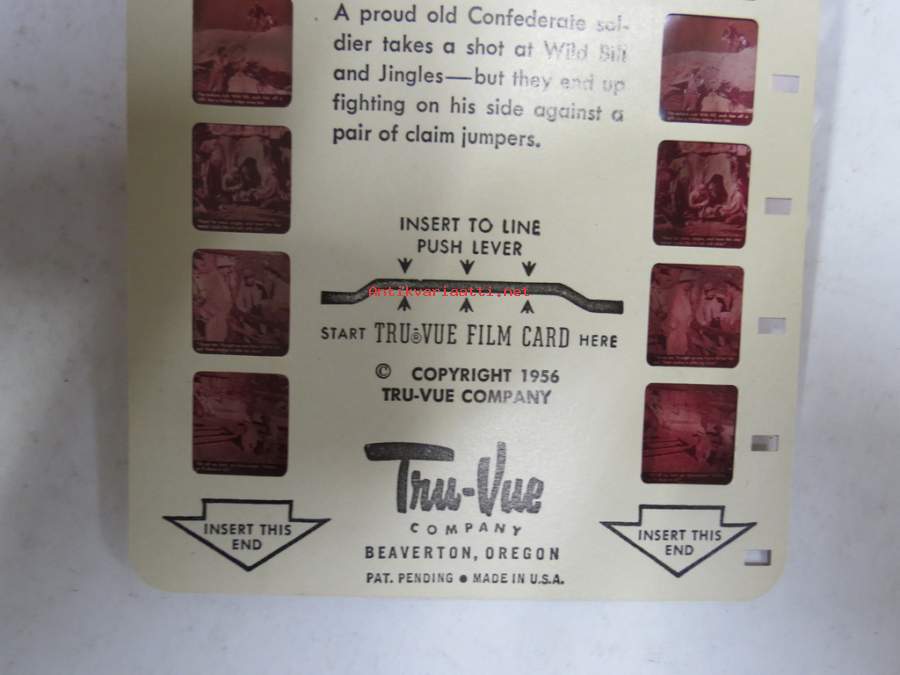 A proud old Confederate sol-
dier takes a shot at Wild Bill
and Jingles—but they end up
fighting on his side against a
pair of claim jumpers.
INSERT TO LINE
PUSH LEVER
Antikvariaatti.net
START TRU-VUE FILM CARD HERE
© COPYRIGHT 1956
TRU-VUE COMPANY
Tru-Vue
COMPANY
BEAVERTON, OREGON
PAT. PENDING ● MADE IN U.S.A.
INSERT THIS
END
INSERT THIS
END